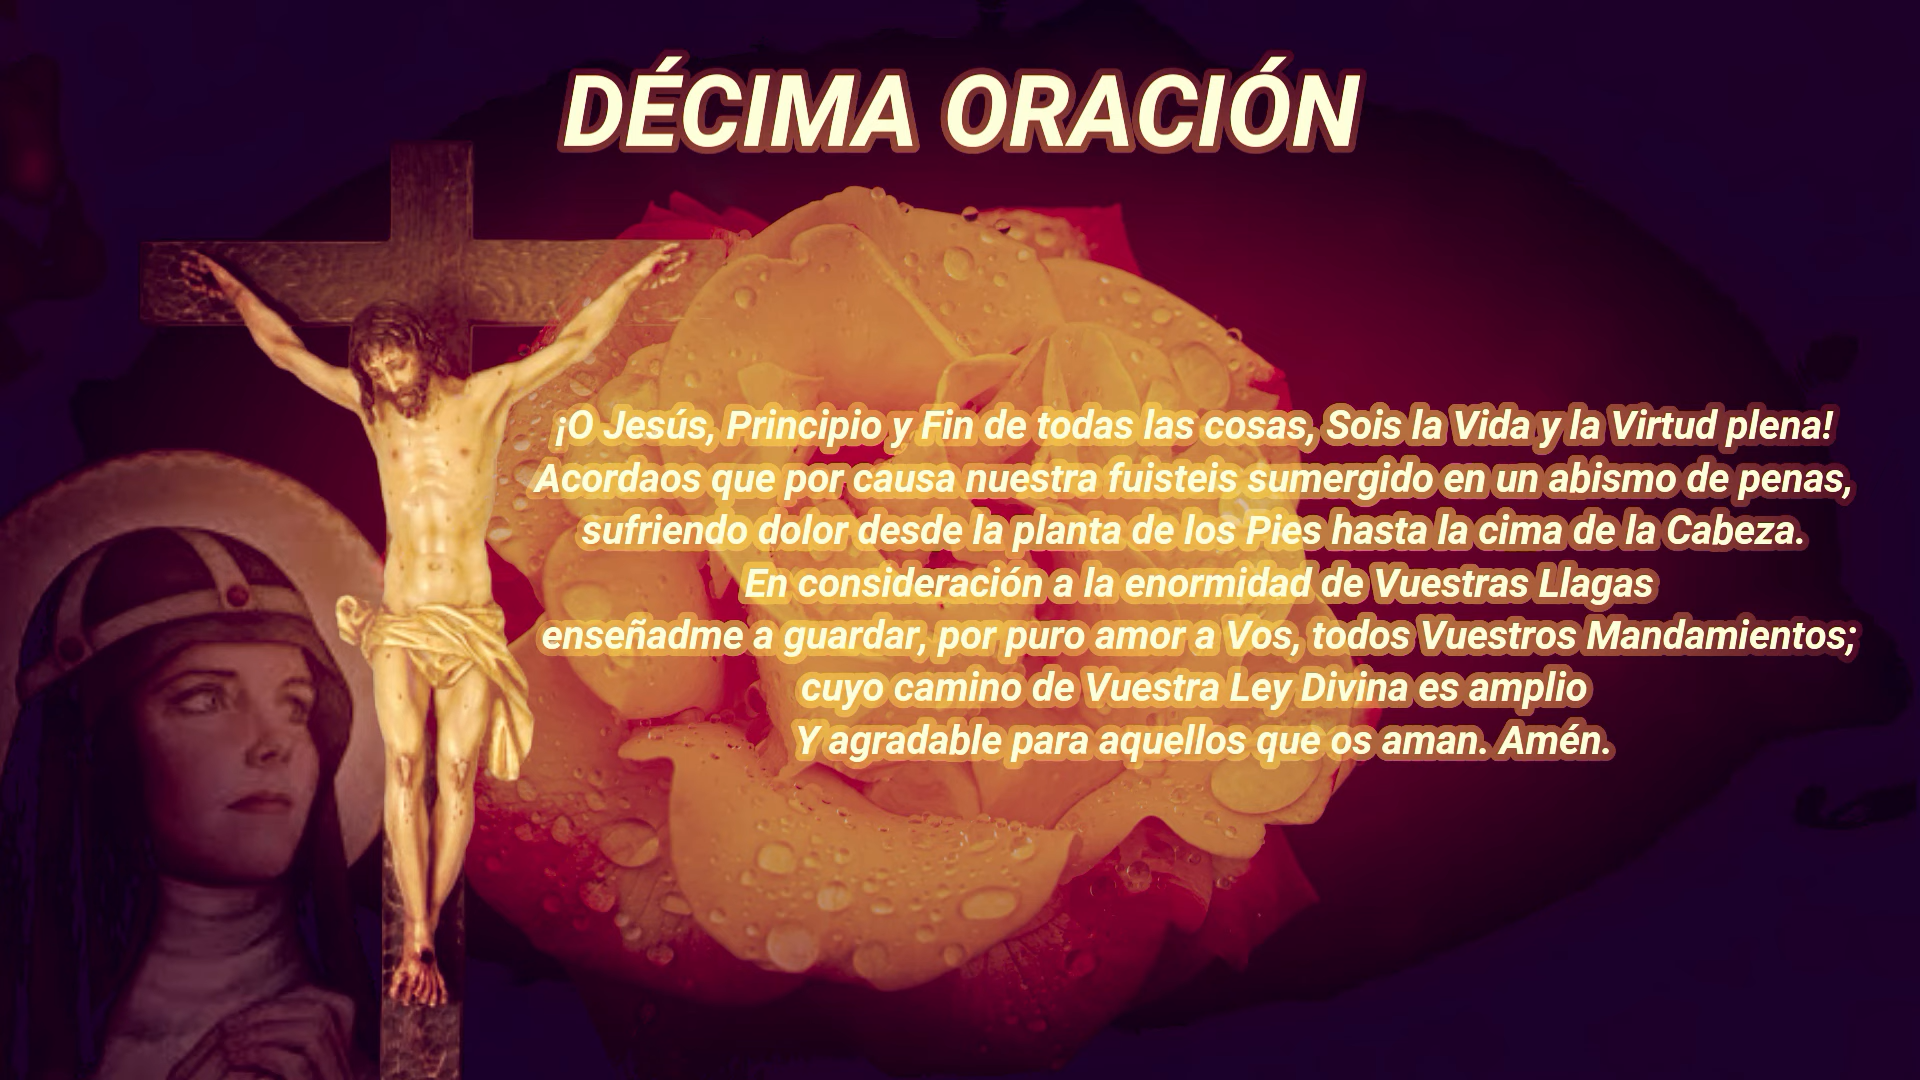 DÉCIMA ORACIÓN
¡O Jesús, Principio y Fin de todas las cosas, Sois la Vida y la Virtud plena!
Acordaos que por causa nuestra fuisteis sumergido en un abismo de penas,
sufriendo dolor desde la planta de los Pies hasta la cima de la Cabeza.
En consideración a la enormidad de Vuestras Llagas
enseñadme a guardar, por puro amor a Vos, todos Vuestros Mandamientos;
cuyo camino de Vuestra Ley Divina es amplio
Y agradable para aquellos que os aman. Amén.